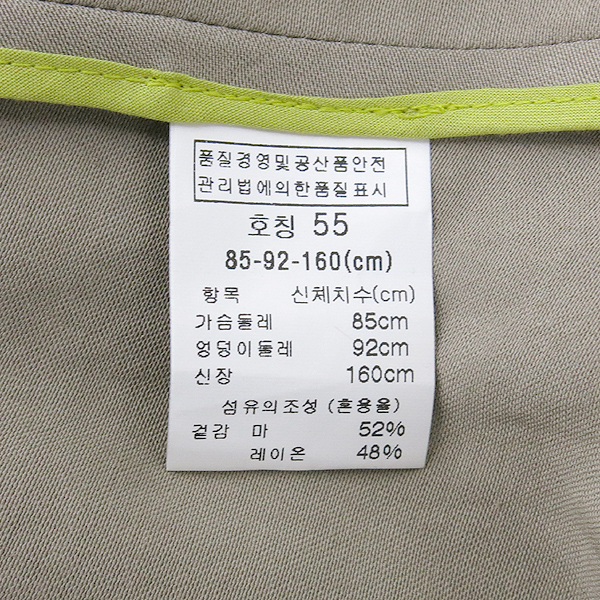 품질경영및공산품안전
관리법에의한품질표시
호칭 55
85-92-160(cm)
항목 신체치수(cm)
가슴둘레 85cm
엉덩이둘레 92cm
신장 160cm
섬유의조성 (혼용율)
겉감 마 52%
레이온 48%